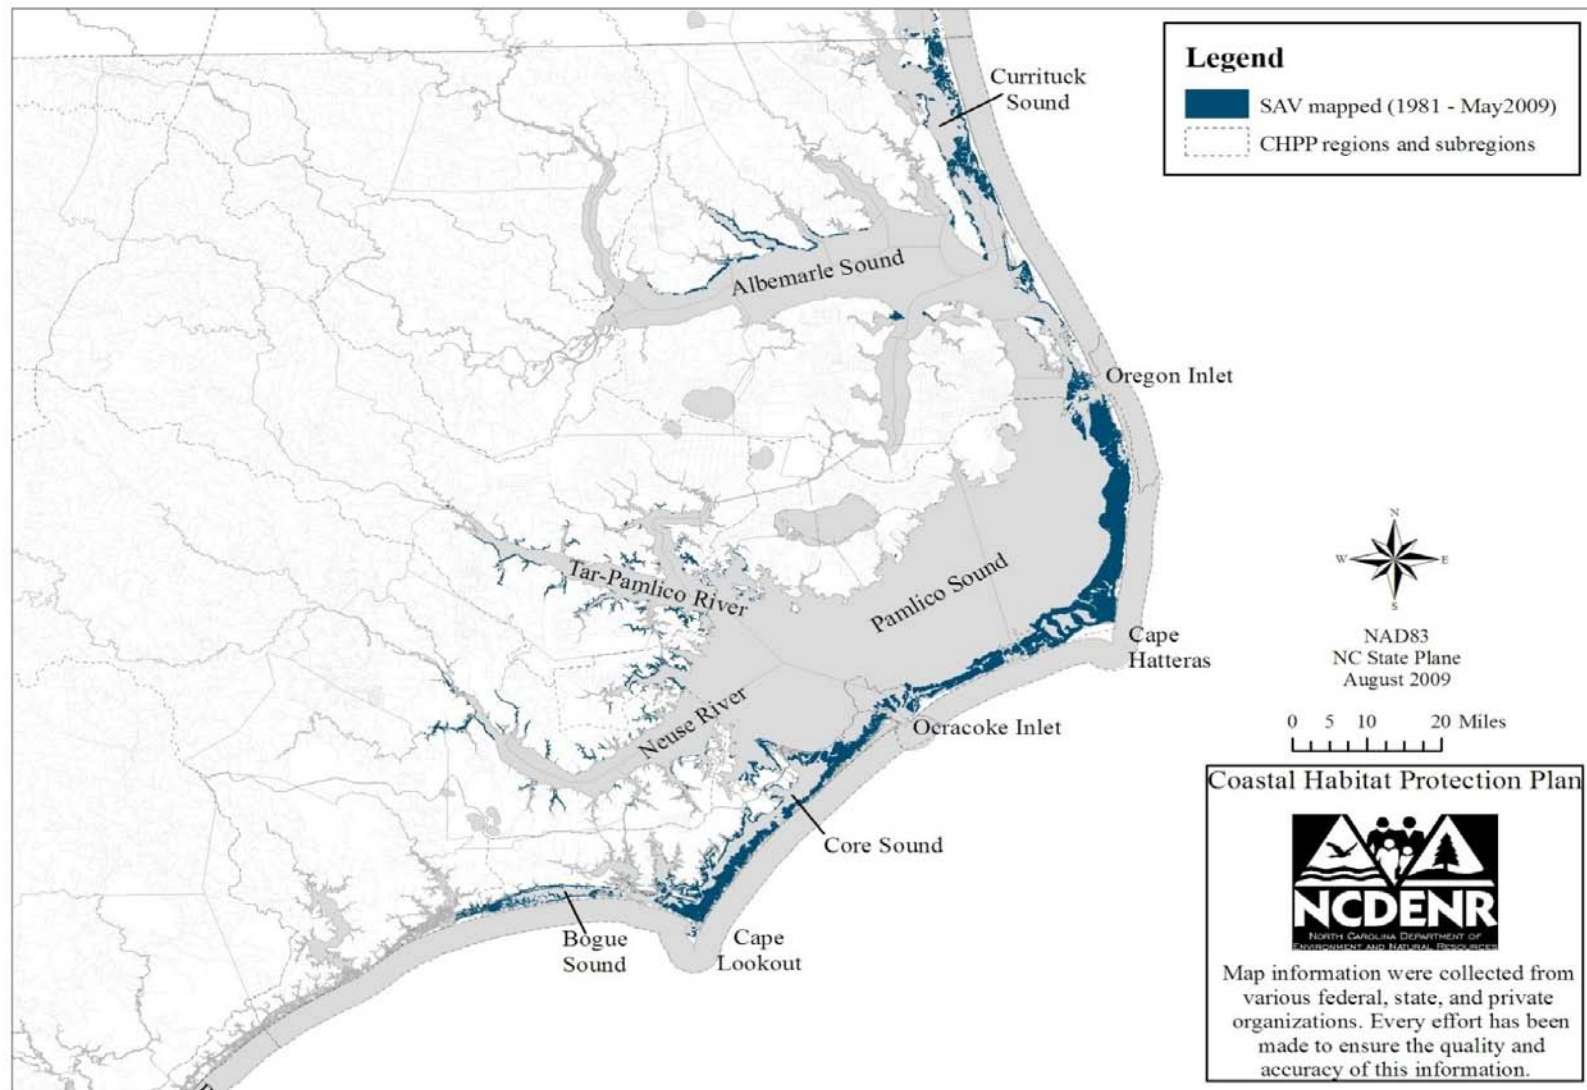 Legend
SAV mapped (1981 - May2009)
CHPP regions and subregions
Currituck
Sound
Albemarle Sound
Oregon Inlet
Tar-Pamlico River
Pamlico Sound
Cape
Hatteras
Neuse River
Ocracoke Inlet
Core Sound
Bogue
Sound
Cape
Lookout
N
W
E
S
NAD83
NC State Plane
August 2009
0 5 10 20 Miles
Coastal Habitat Protection Plan
NCDENR
NORTH CAROLINA DEPARTMENT OF
ENVIRONMENT AND NATURAL RESOURCES
Map information were collected from
various federal, state, and private
organizations. Every effort has been
made to ensure the quality and
accuracy of this information.